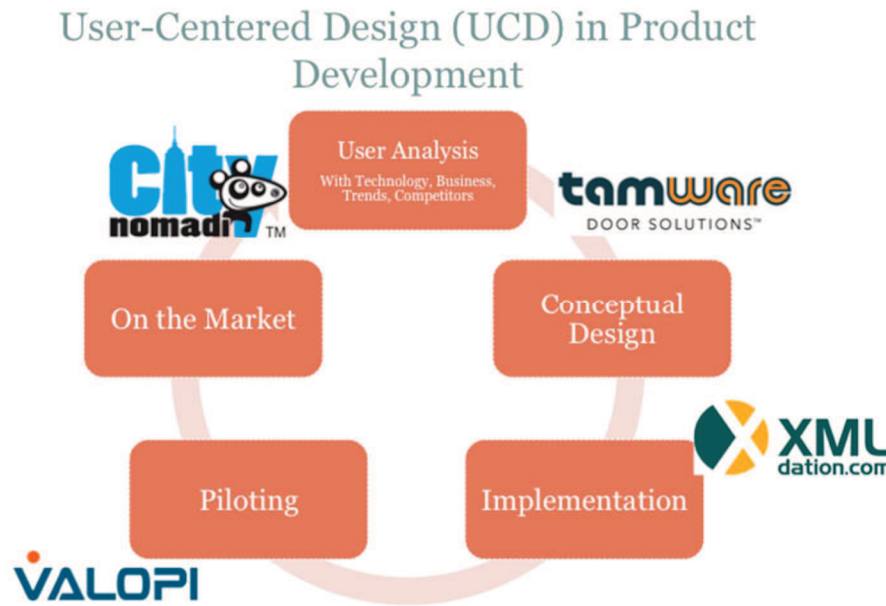 User-Centered Design (UCD) in Product
Development
city
nomadi TM
User Analysis
With Technology, Business,
Trends, Competitors
tamware
DOOR SOLUTIONS™
On the Market
Conceptual
Design
XML
dation.com
Piloting
Implementation
VALOPI